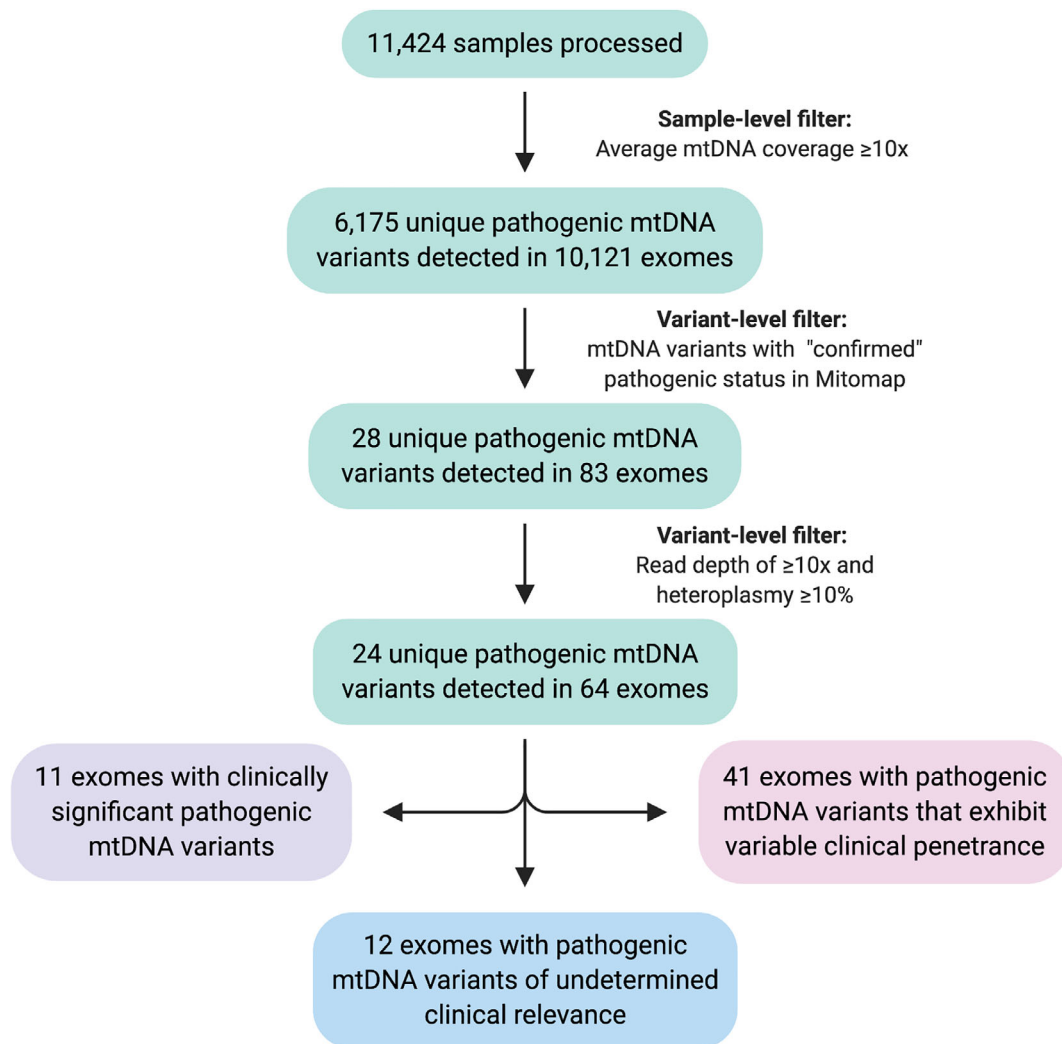 11,424 samples processed
Sample-level filter:
Average mtDNA coverage ≥10x
6,175 unique pathogenic mtDNA
variants detected in 10,121 exomes
Variant-level filter:
mtDNA variants with "confirmed"
pathogenic status in Mitomap
28 unique pathogenic mtDNA
variants detected in 83 exomes
Variant-level filter:
Read depth of ≥10x and
heteroplasmy ≥10%
24 unique pathogenic mtDNA
variants detected in 64 exomes
11 exomes with clinically
significant pathogenic
mtDNA variants
41 exomes with pathogenic
mtDNA variants that exhibit
variable clinical penetrance
12 exomes with pathogenic
mtDNA variants of undetermined
clinical relevance